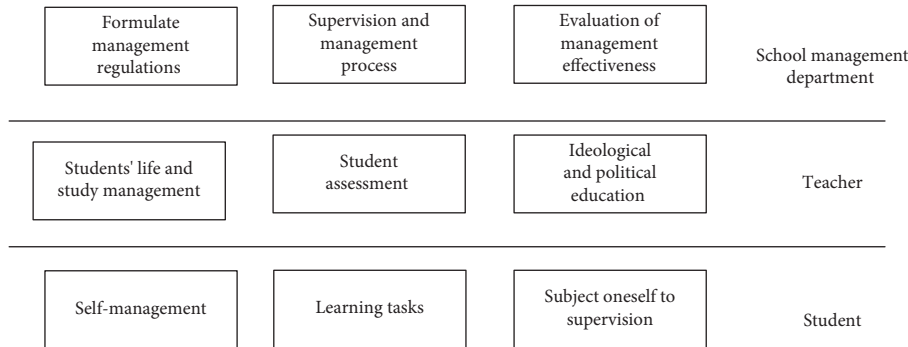 Formulate
management
regulations
Supervision and
management
process
Evaluation of
management
effectiveness
School management
department
Students' life and
study management
Student
assessment
Ideological
and political
education
Teacher
Self-management
Learning tasks
Subject oneself to
supervision
Student